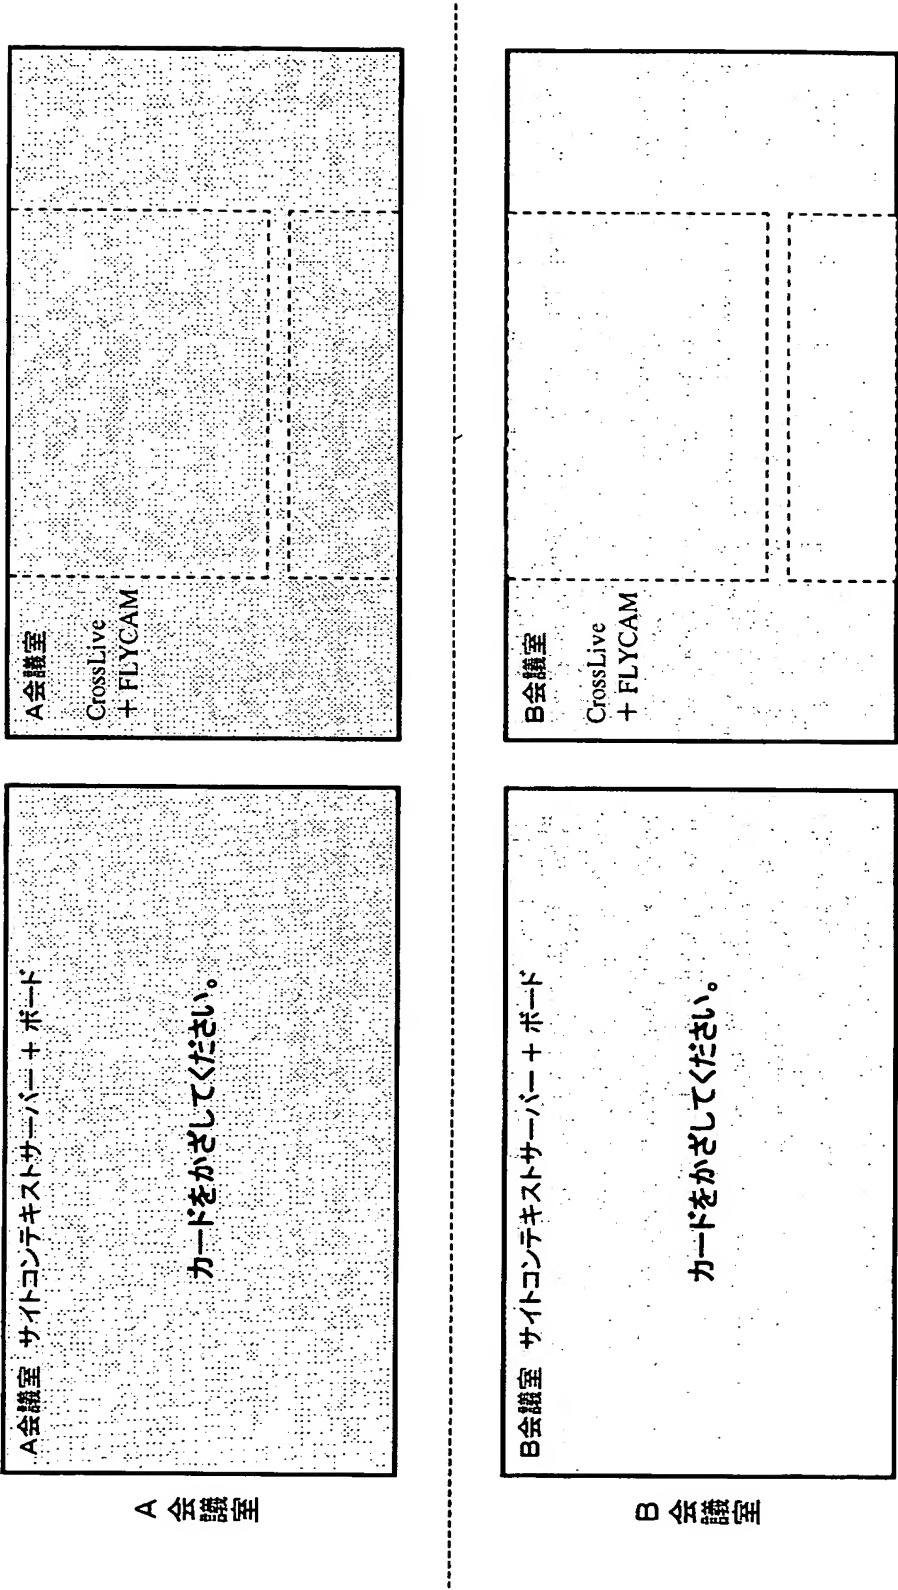 A 会議室
A会議室 サイトコンテキストサーバー + ボード
カードをかざしてください。
A会議室
CrossLive
+ FLYCAM
B 会議室
B会議室 サイトコンテキストサーバー + ボード
カードをかざしてください。
B会議室
CrossLive
+ FLYCAM